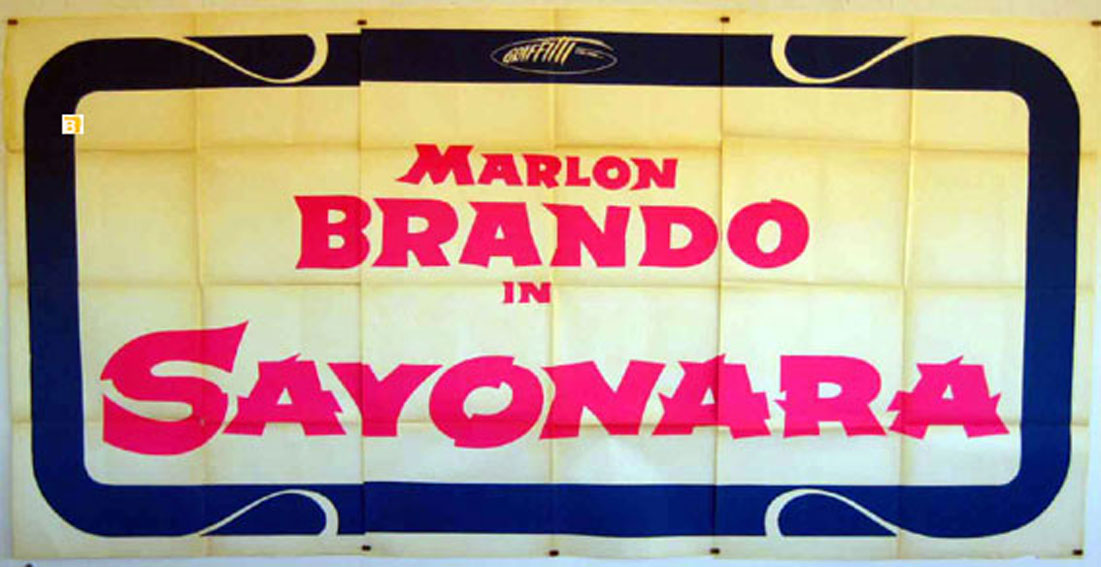 GRAFFITI
MARLON
BRANDO
IN
SAYONARA